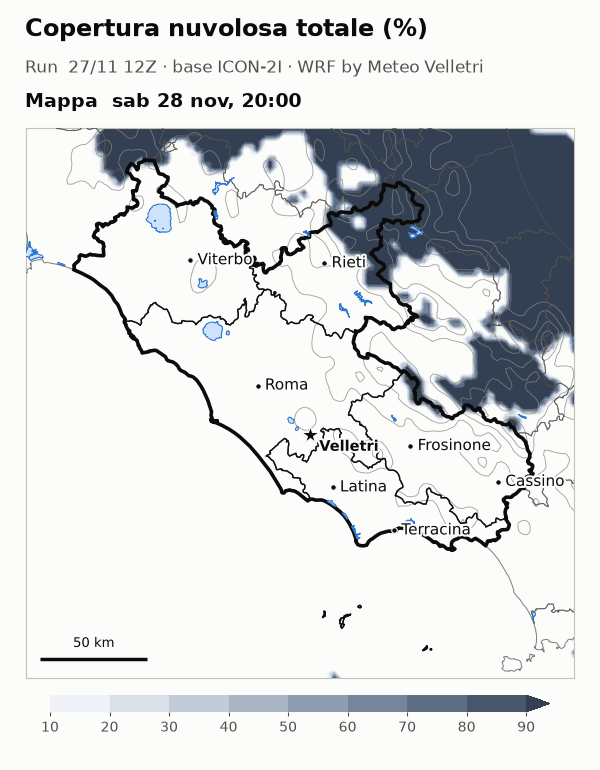 Copertura nuvolosa totale (%)
Run  27/11 12Z · base ICON-2I · WRF by Meteo Velletri
Mappa  sab 28 nov, 20:00
Viterbo
Rieti
Roma
Velletri
Frosinone
Latina
Cassino
Terracina
50 km
10 20 30 40 50 60 70 80 90